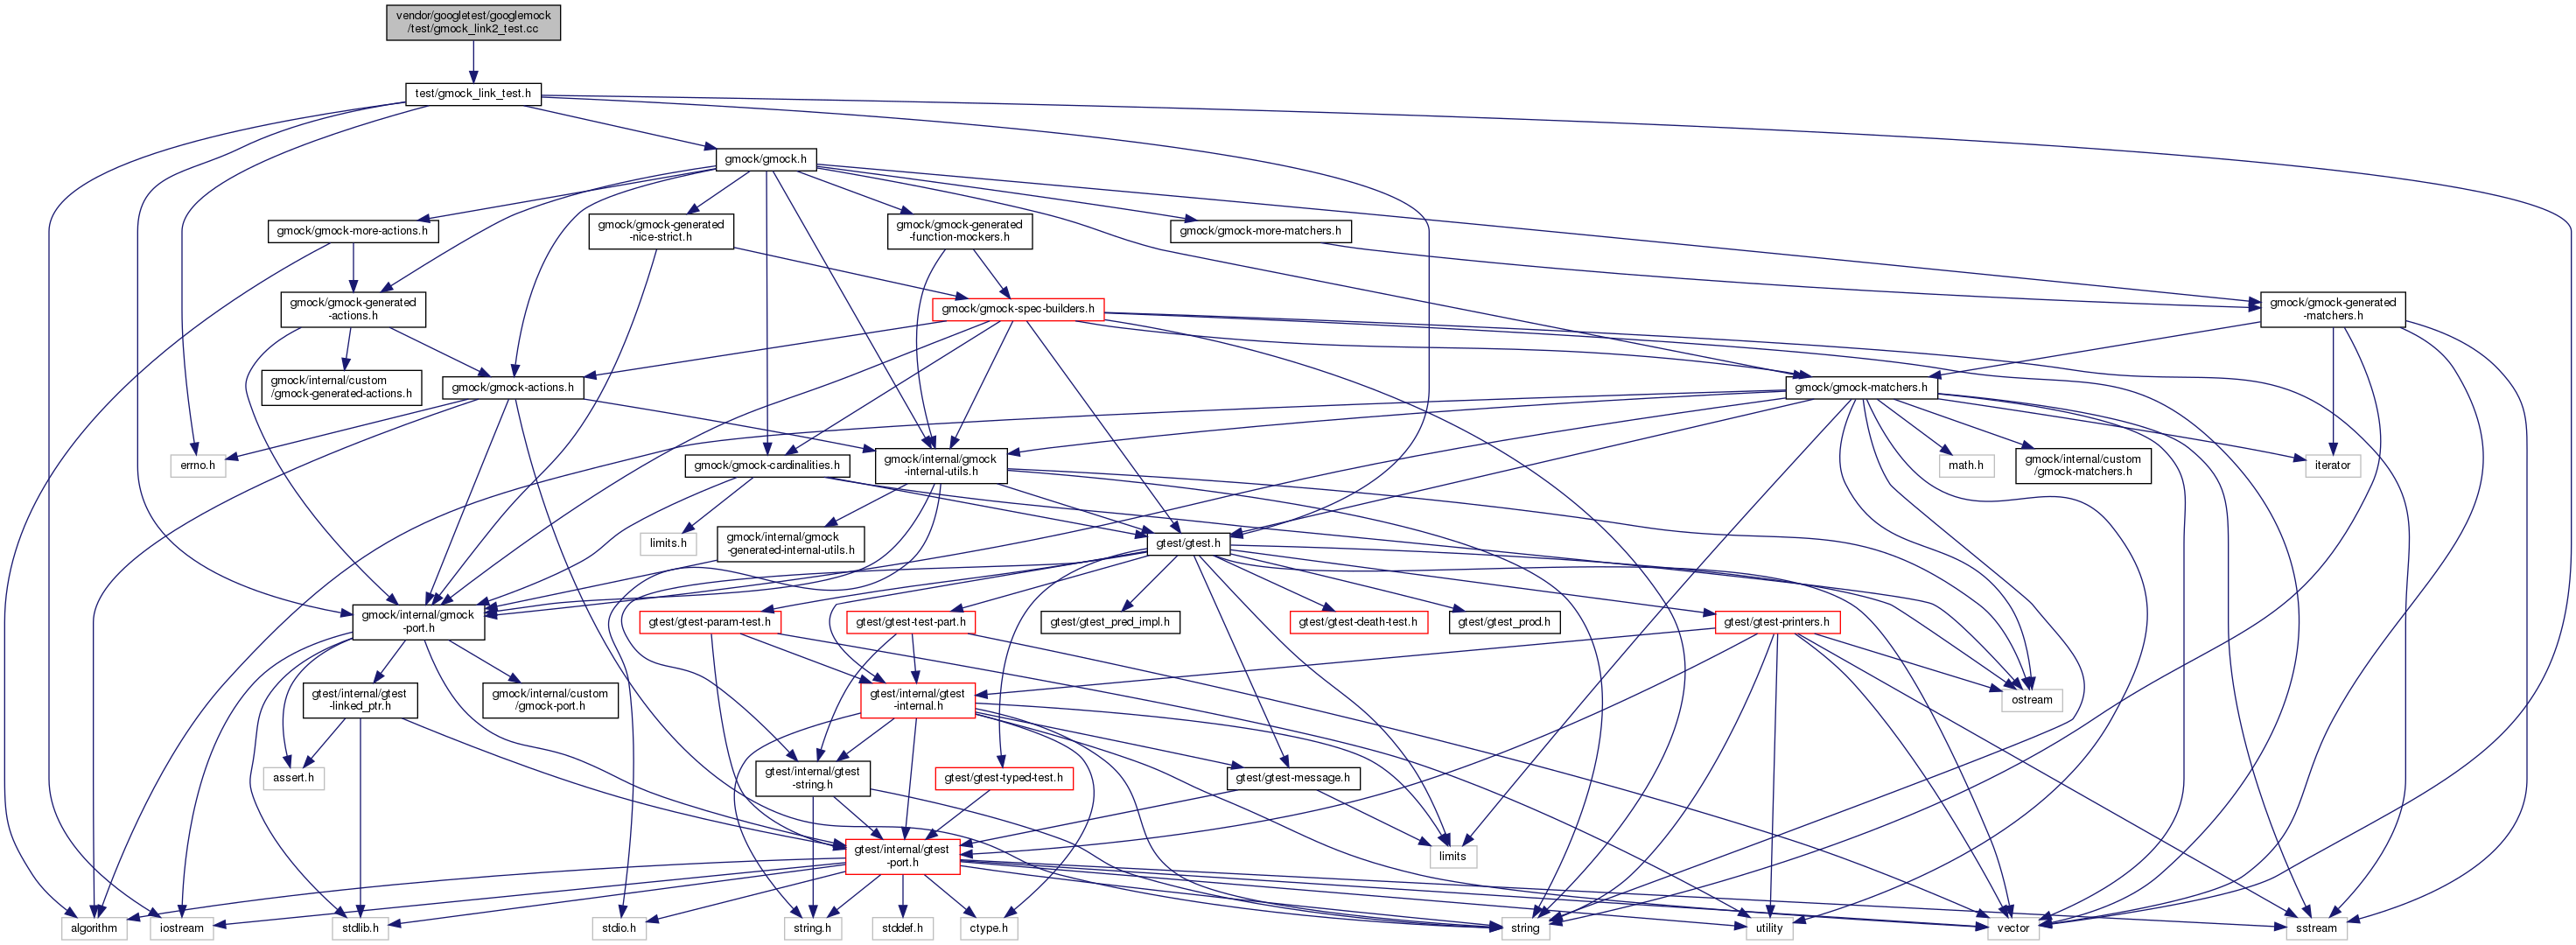 vendor/googletest/googlemock
/test/gmock_link2_test.cc
test/gmock_link_test.h
gmock/gmock.h
gmock/gmock-more-actions.h
gmock/gmock-generated
-nice-strict.h
gmock/gmock-generated
-function-mockers.h
gmock/gmock-more-matchers.h
gmock/gmock-generated
-actions.h
gmock/gmock-spec-builders.h
gmock/gmock-generated
-matchers.h
gmock/internal/custom
/gmock-generated-actions.h
gmock/gmock-actions.h
gmock/gmock-matchers.h
errno.h
gmock/gmock-cardinalities.h
gmock/internal/gmock
-internal-utils.h
math.h
gmock/internal/custom
/gmock-matchers.h
iterator
limits.h
gmock/internal/gmock
-generated-internal-utils.h
gtest/gtest.h
gmock/internal/gmock
-port.h
gtest/gtest-param-test.h
gtest/gtest-test-part.h
gtest/gtest_pred_impl.h
gtest/gtest-death-test.h
gtest/gtest_prod.h
gtest/gtest-printers.h
gtest/internal/gtest
-linked_ptr.h
gmock/internal/custom
/gmock-port.h
gtest/internal/gtest
-internal.h
ostream
assert.h
gtest/internal/gtest
-string.h
gtest/gtest-typed-test.h
gtest/gtest-message.h
gtest/internal/gtest
-port.h
limits
algorithm
iostream
stdlib.h
stdio.h
string.h
stddef.h
ctype.h
string
utility
vector
sstream